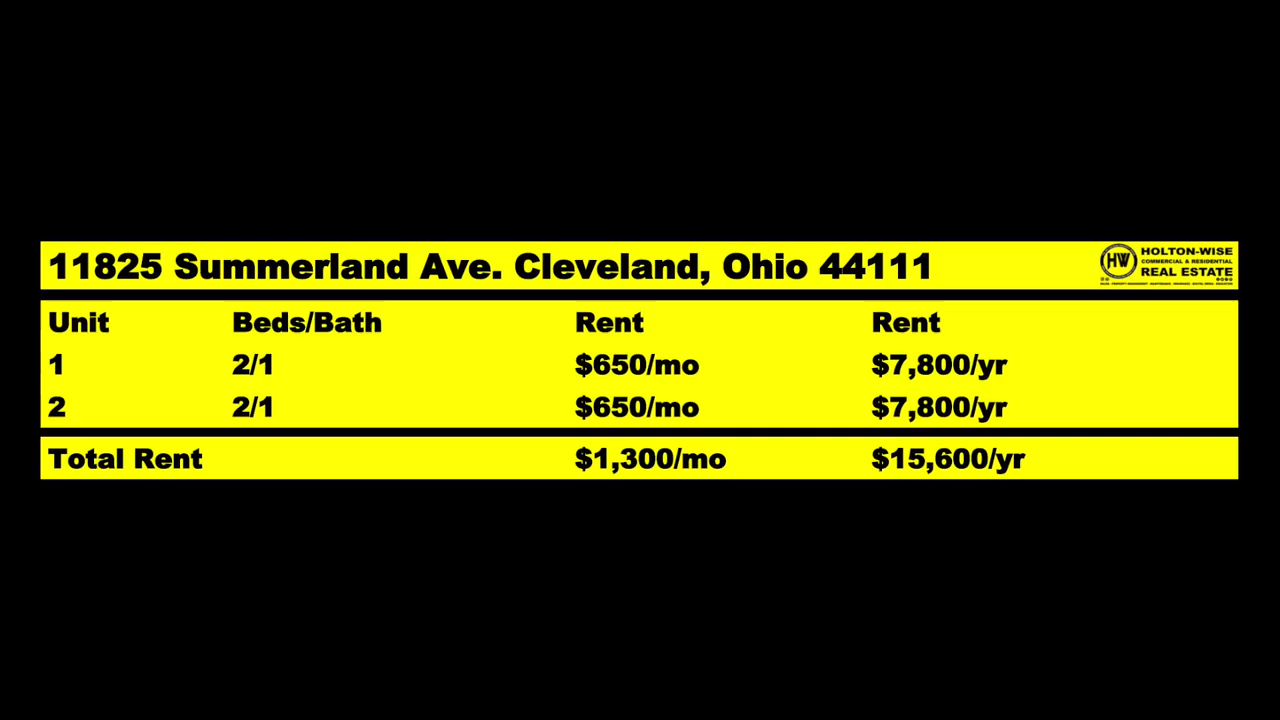 11825 Summerland Ave. Cleveland, Ohio 44111
HW
HOLTON-WISE
COMMERCIAL & RESIDENTIAL
REAL ESTATE
Unit Beds/Bath Rent Rent
1 2/1 $650/mo $7,800/yr
2 2/1 $650/mo $7,800/yr
Total Rent $1,300/mo $15,600/yr